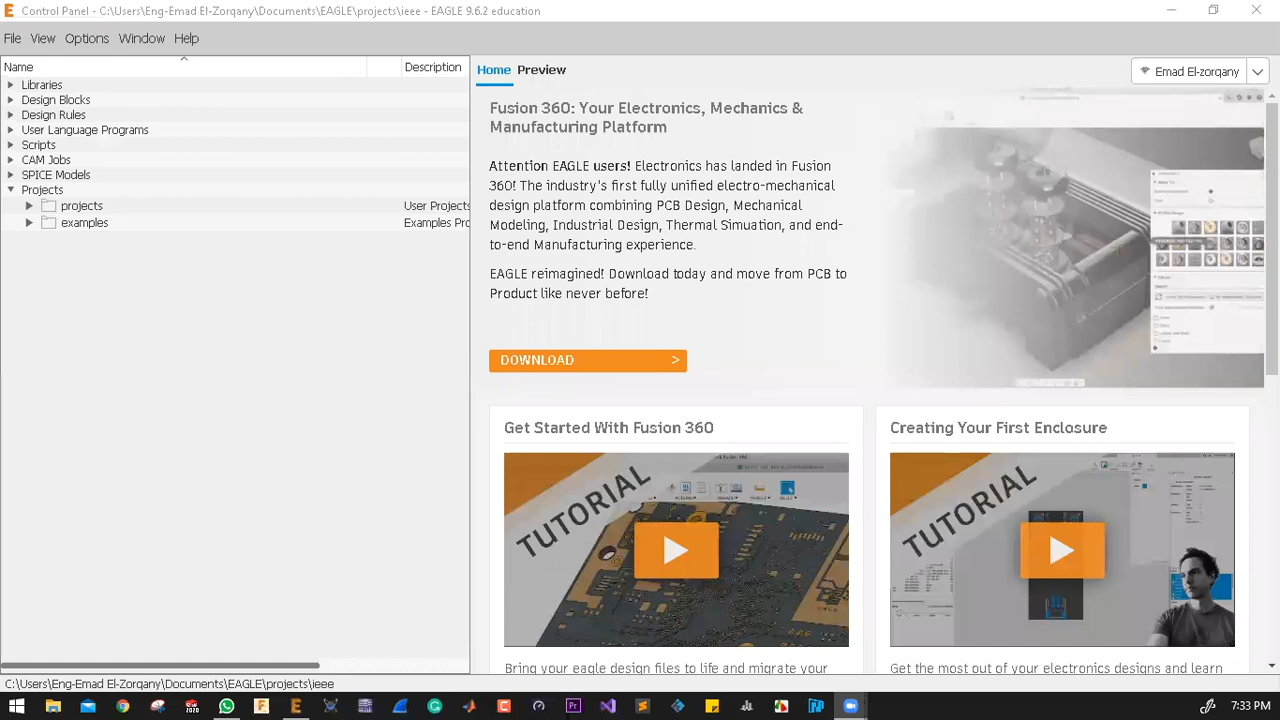 Control Panel - C:\Users\Eng-Emad El-Zorqany\Documents\EAGLE\projects\ieee - EAGLE 9.6.2 education
File View Options Window Help
Name Description
Libraries
Design Blocks
Design Rules
User Language Programs
Scripts
CAM Jobs
SPICE Models
Projects
projects User Projec
examples Examples Pro
Home Preview
Emad El-zorqany
Fusion 360: Your Electronics, Mechanics &
Manufacturing Platform
Attention EAGLE users! Electronics has landed in Fusion
360! The industry's first fully unified electro-mechanical
design platform combining PCB Design, Mechanical
Modeling, Industrial Design, Thermal Simuation, and end-
to-end Manufacturing experience.
EAGLE reimagined! Download today and move from PCB to
Product like never before!
DOWNLOAD >
Get Started With Fusion 360
TUTORIAL
Bring your eagle design files to life and migrate your
Creating Your First Enclosure
TUTORIAL
Get the most out of your electronics designs and learn
C:\Users\Eng-Emad El-Zorqany\Documents\EAGLE\projects\ieee
7:33 PM